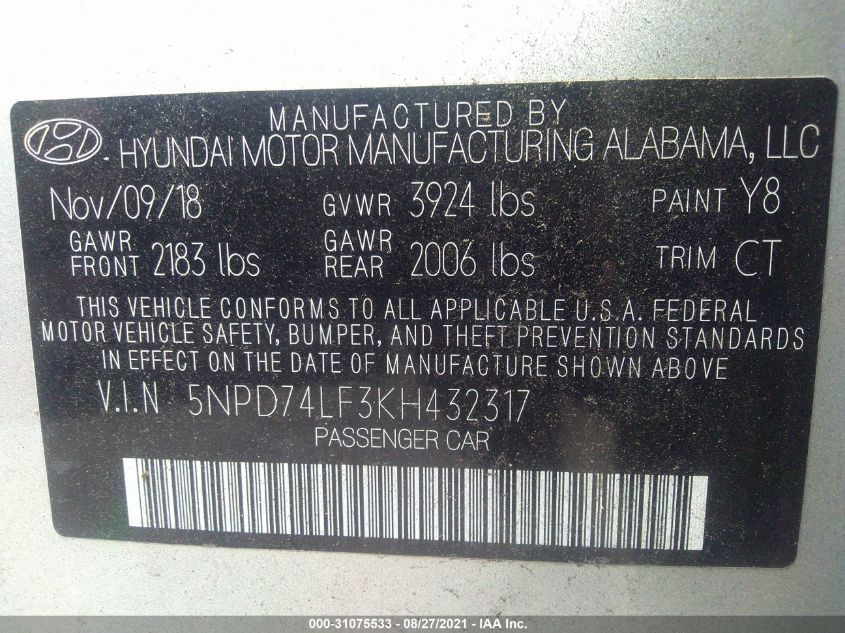 MANUFACTURED BY
HYUNDAI MOTOR MANUFACTURING ALABAMA, LLC
Nov/09/18 GVWR 3924 lbs PAINT Y8
GAWR FRONT 2183 lbs GAWR REAR 2006 lbs TRIM CT
THIS VEHICLE CONFORMS TO ALL APPLICABLE U.S.A. FEDERAL
MOTOR VEHICLE SAFETY, BUMPER, AND THEFT PREVENTION STANDARDS
IN EFFECT ON THE DATE OF MANUFACTURE SHOWN ABOVE
V.I.N 5NPD74LF3KH432317
PASSENGER CAR
000-31075533 - 08/27/2021 - IAA Inc.